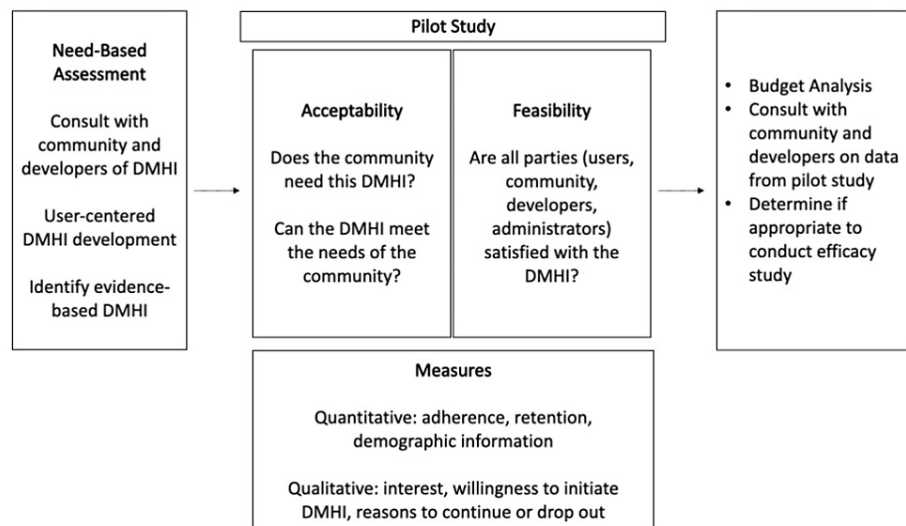 Need-Based
Assessment
Consult with
community and
developers of DMHI
User-centered
DMHI development
Identify evidence-
based DMHI
Pilot Study
Acceptability
Does the community
need this DMHI?
Can the DMHI meet
the needs of the
community?
Feasibility
Are all parties (users,
community,
developers,
administrators)
satisfied with the
DMHI?
Measures
Quantitative: adherence, retention,
demographic information
Qualitative: interest, willingness to initiate
DMHI, reasons to continue or drop out
• Budget Analysis
• Consult with
community and
developers on data
from pilot study
• Determine if
appropriate to
conduct efficacy
study